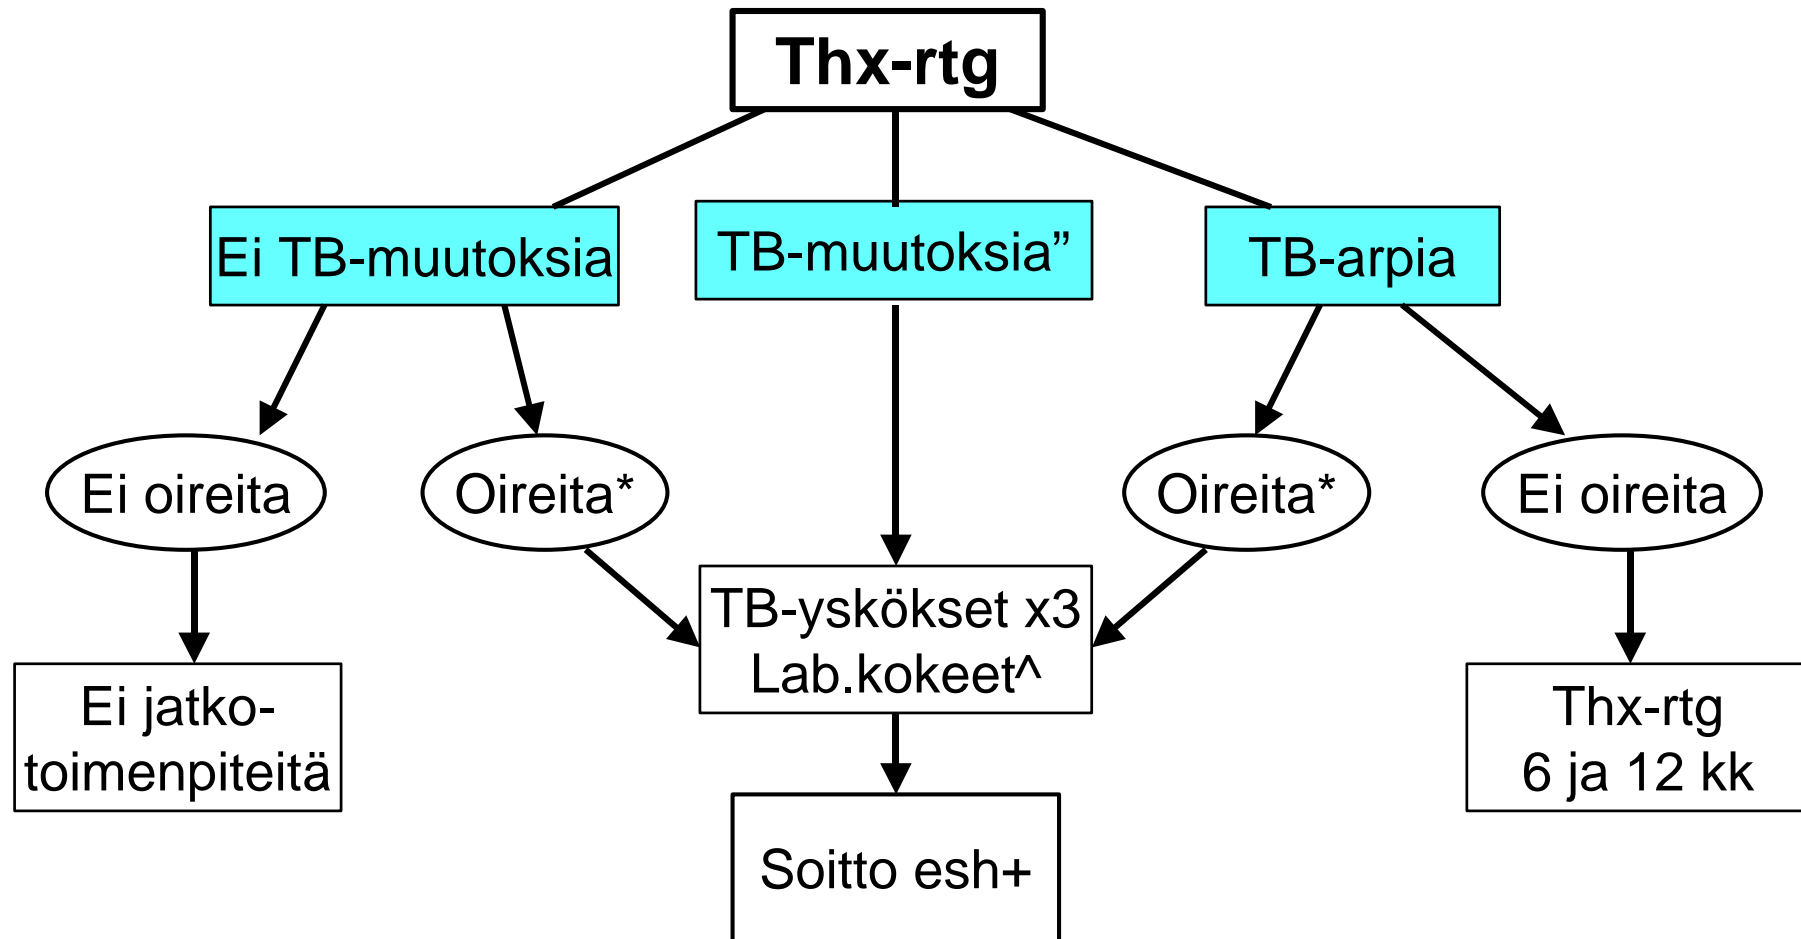 Thx-rtg
Ei TB-muutoksia
TB-muutoksia”
TB-arpia
Ei oireita
Oireita*
Oireita*
Ei oireita
TB-yskökset x3
Lab.kokeet^
Ei jatko-
toimenpiteitä
Thx-rtg
6 ja 12 kk
Soitto esh+